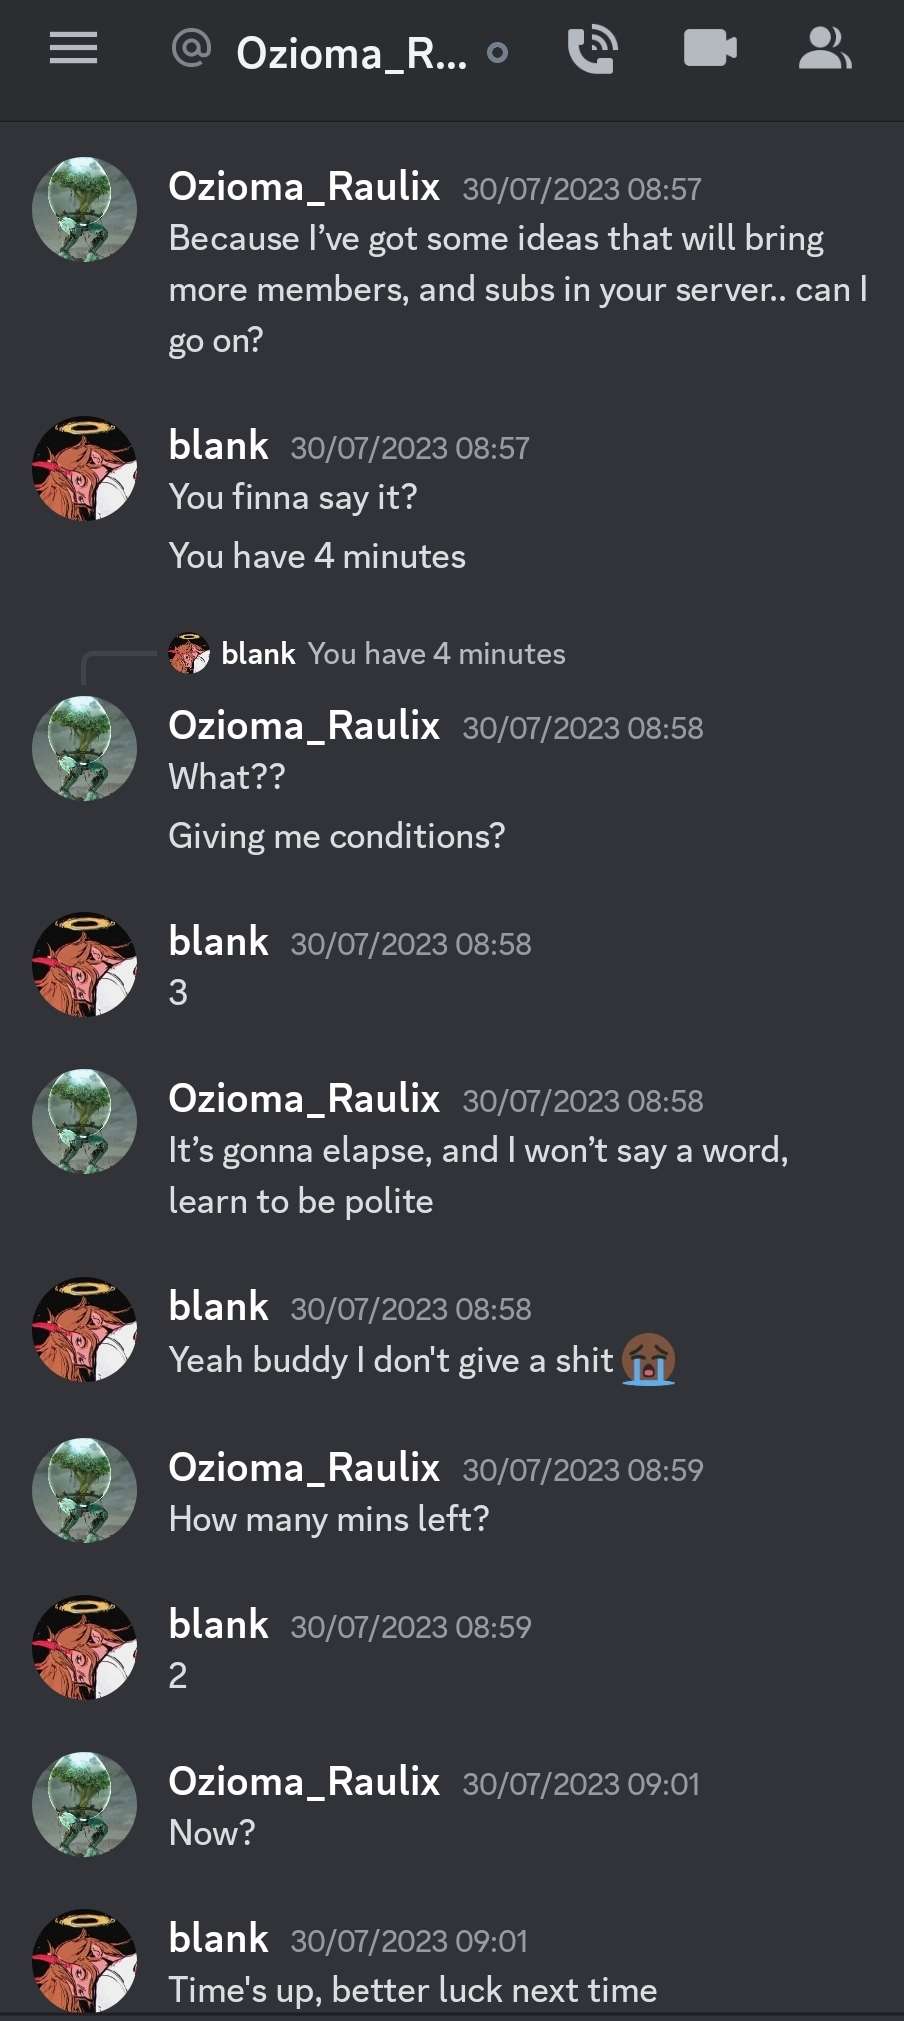 @ Ozioma_R...
Ozioma_Raulix 30/07/2023 08:57
Because I’ve got some ideas that will bring
more members, and subs in your server.. can I
go on?
blank 30/07/2023 08:57
You finna say it?
You have 4 minutes
blank You have 4 minutes
Ozioma_Raulix 30/07/2023 08:58
What??
Giving me conditions?
blank 30/07/2023 08:58
3
Ozioma_Raulix 30/07/2023 08:58
It’s gonna elapse, and I won’t say a word,
learn to be polite
blank 30/07/2023 08:58
Yeah buddy I don't give a shit 😭
Ozioma_Raulix 30/07/2023 08:59
How many mins left?
blank 30/07/2023 08:59
2
Ozioma_Raulix 30/07/2023 09:01
Now?
blank 30/07/2023 09:01
Time's up, better luck next time